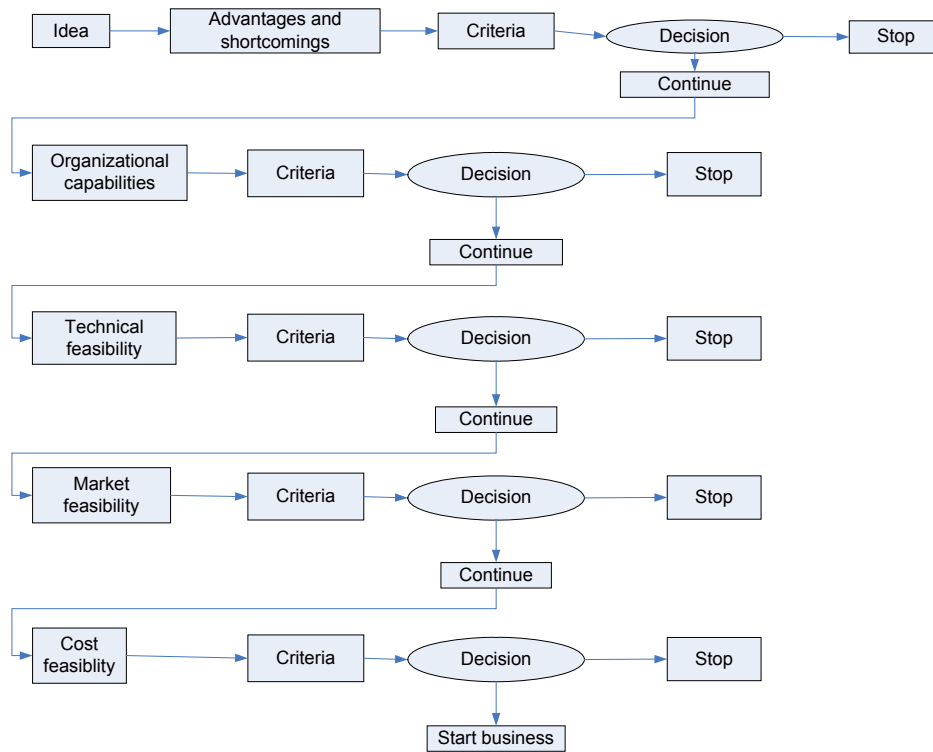 Idea
Advantages and
shortcomings
Criteria
Decision
Stop
Continue
Organizational
capabilities
Criteria
Decision
Stop
Continue
Technical
feasibility
Criteria
Decision
Stop
Continue
Market
feasibility
Criteria
Decision
Stop
Continue
Cost
feasiblity
Criteria
Decision
Stop
Start business